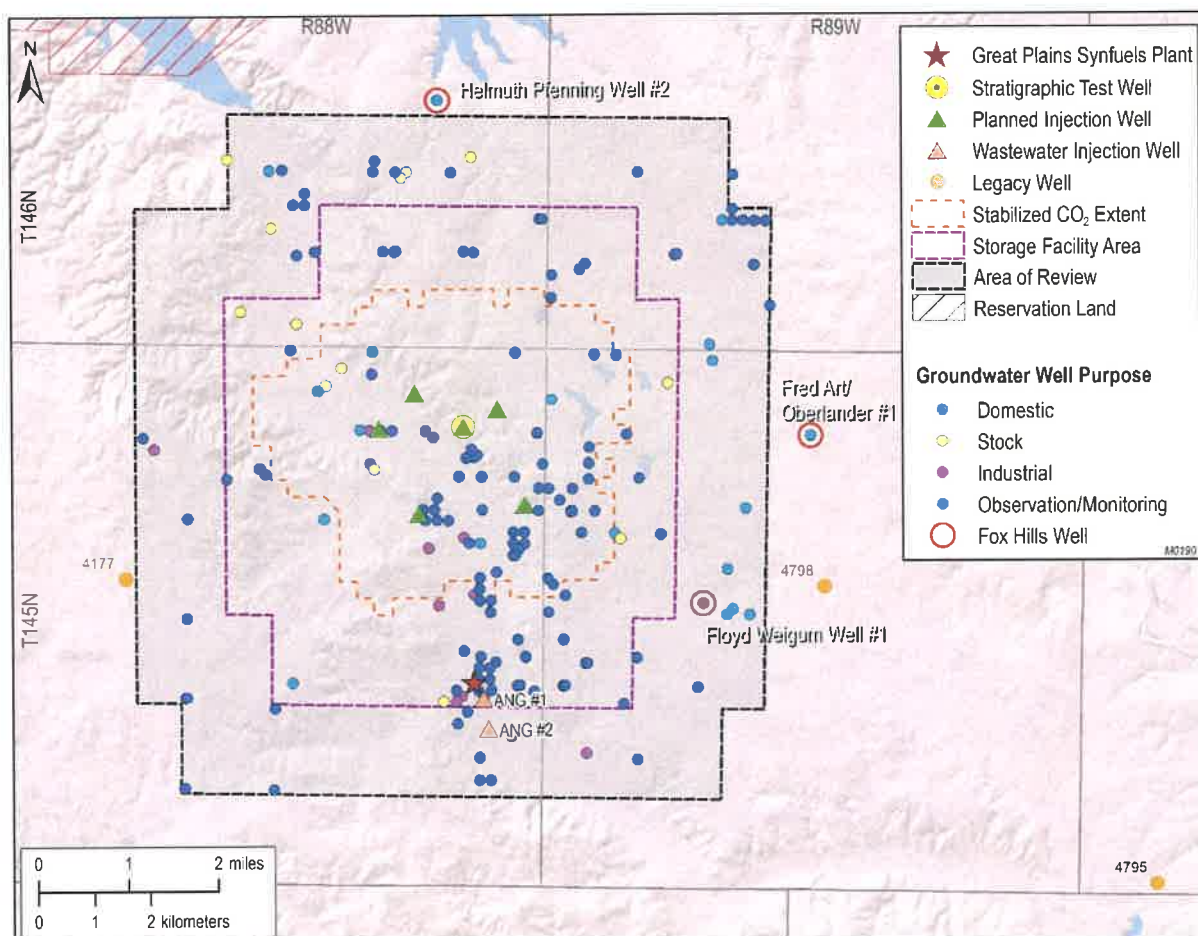 R88W
R89W
N
T146N
T145N
Helmuth Pfenning Well #2
Fred Art/
Oberlander #1
4177
4798
Floyd Weigum Well #1
ANG #1
ANG #2
4795
0 1 2 miles
0 1 2 kilometers
Great Plains Synfuels Plant
Stratigraphic Test Well
Planned Injection Well
Wastewater Injection Well
Legacy Well
Stabilized CO₂ Extent
Storage Facility Area
Area of Review
Reservation Land
Groundwater Well Purpose
Domestic
Stock
Industrial
Observation/Monitoring
Fox Hills Well